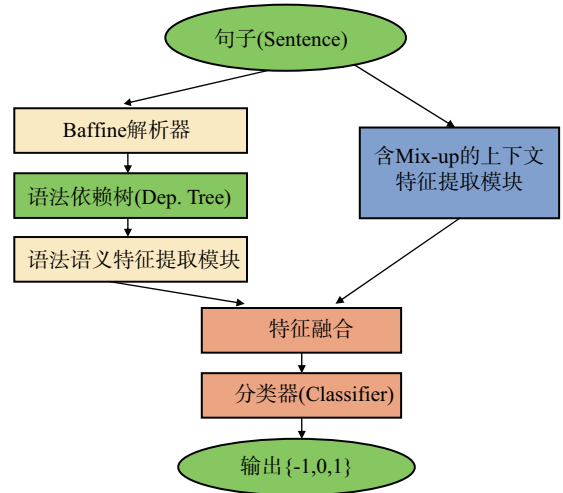 句子(Sentence)
Baffine解析器
含Mix-up的上下文
特征提取模块
语法依赖树(Dep. Tree)
语法语义特征提取模块
特征融合
分类器(Classifier)
输出{-1,0,1}